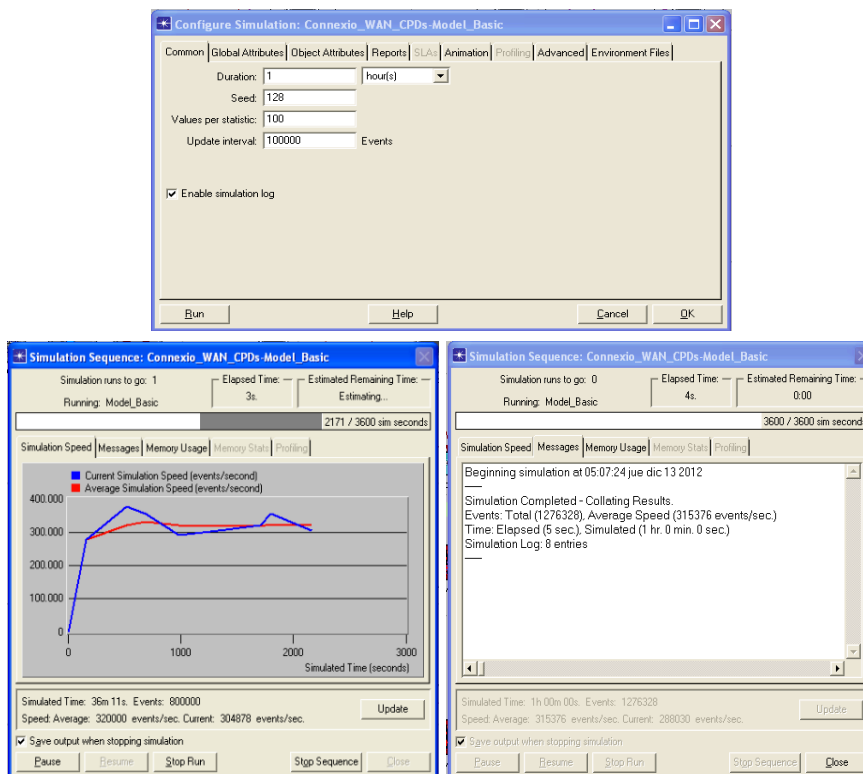 Configure Simulation: Connexio_WAN_CPDs-Model_Basic
Common Global Attributes Object Attributes Reports SLAs Animation Profiling Advanced Environment Files
Duration: 1 hour(s)
Seed: 128
Values per statistic: 100
Update interval: 100000 Events
Enable simulation log
Run Help Cancel OK
Simulation Sequence: Connexio_WAN_CPDs-Model_Basic
Simulation runs to go: 1
Running: Model_Basic
Elapsed Time:
3s.
Estimated Remaining Time:
Estimating...
2171 / 3600 sim seconds
Simulation Speed Messages Memory Usage Memory Stats Profiling
Current Simulation Speed (events/second)
Average Simulation Speed (events/second)
400.000
300.000
200.000
100.000
0
0 1000 2000 3000
Simulated Time (seconds)
Simulated Time: 36m 11s. Events: 800000
Speed: Average: 320000 events/sec. Current: 304878 events/sec.
Update
Save output when stopping simulation
Pause Resume Stop Run Stop Sequence Close
Simulation Sequence: Connexio_WAN_CPDs-Model_Basic
Simulation runs to go: 0
Running: Model_Basic
Elapsed Time:
4s.
Estimated Remaining Time:
0:00
3600 / 3600 sim seconds
Simulation Speed Messages Memory Usage Memory Stats Profiling
Beginning simulation at 05:07:24 jue dic 13 2012
----
Simulation Completed - Collating Results.
Events: Total (1276328), Average Speed (315376 events/sec.)
Time: Elapsed (5 sec.), Simulated (1 hr. 0 min. 0 sec.)
Simulation Log: 8 entries
----
Simulated Time: 1h 00m 00s. Events: 1276328
Speed: Average: 315376 events/sec. Current: 288030 events/sec.
Update
Save output when stopping simulation
Pause Resume Stop Run Stop Sequence Close